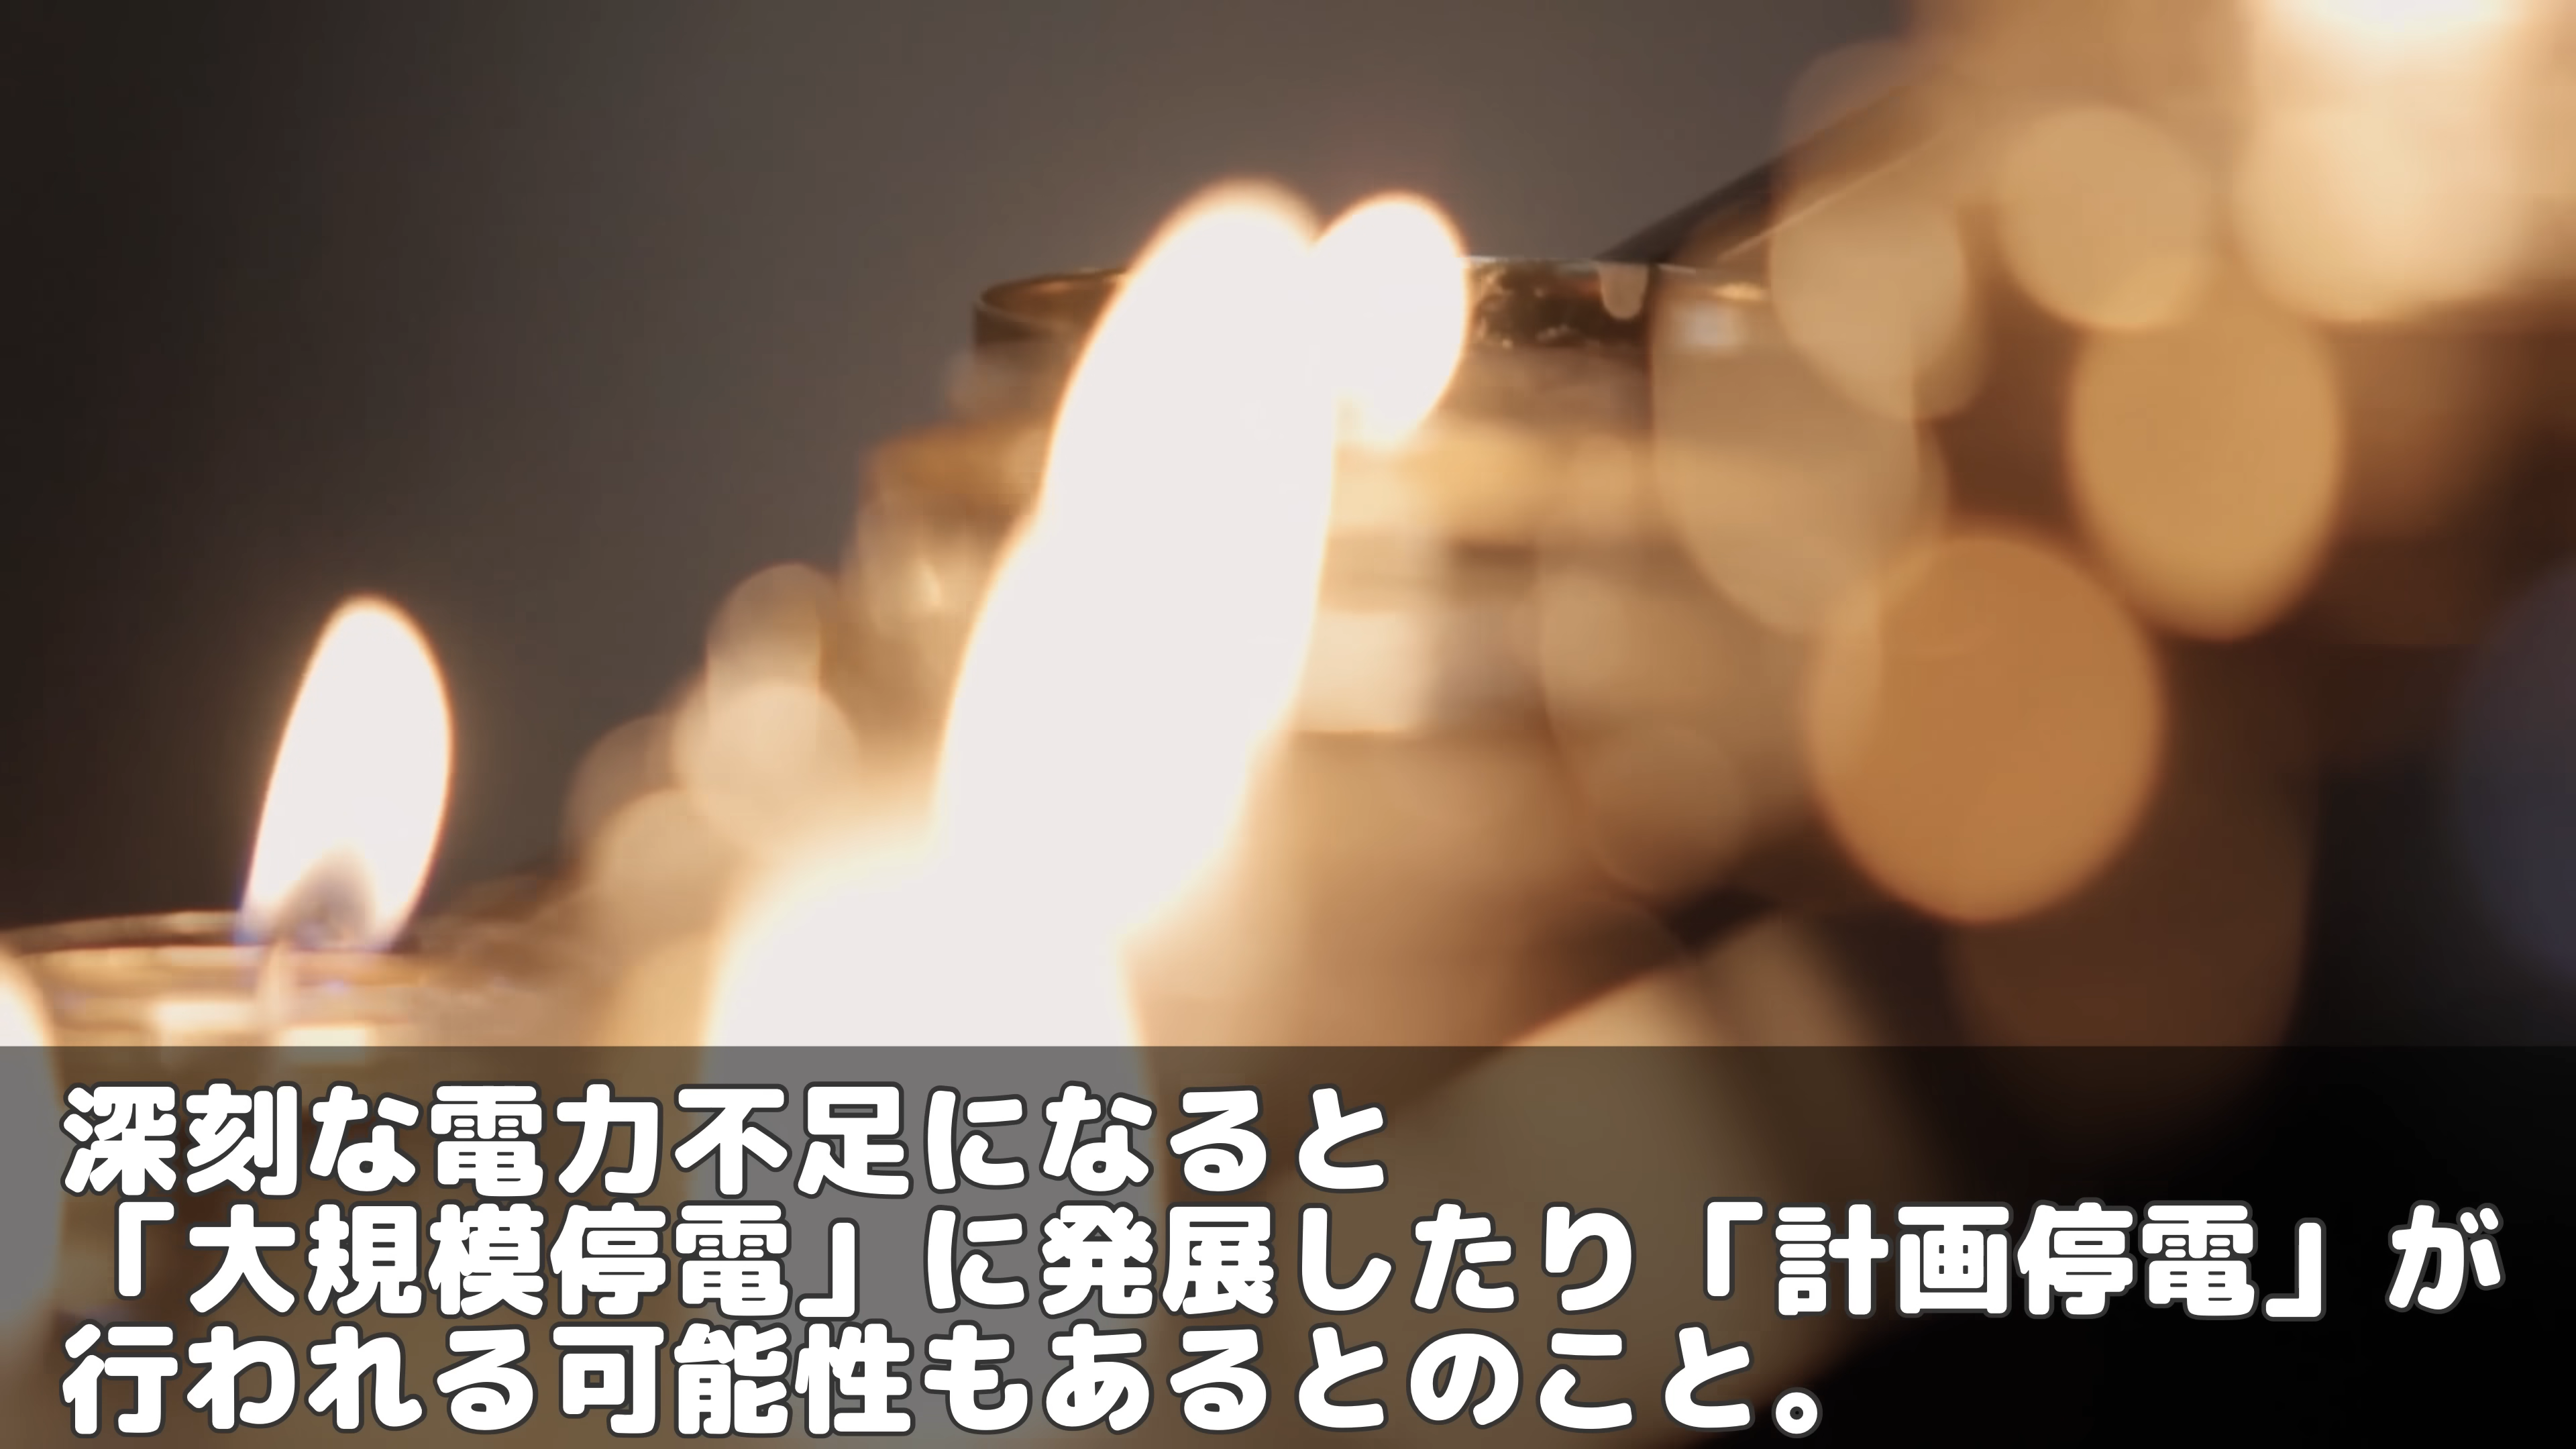 深刻な電力不足になると
「大規模停電」に発展したり「計画停電」が
行われる可能性もあるとのこと。